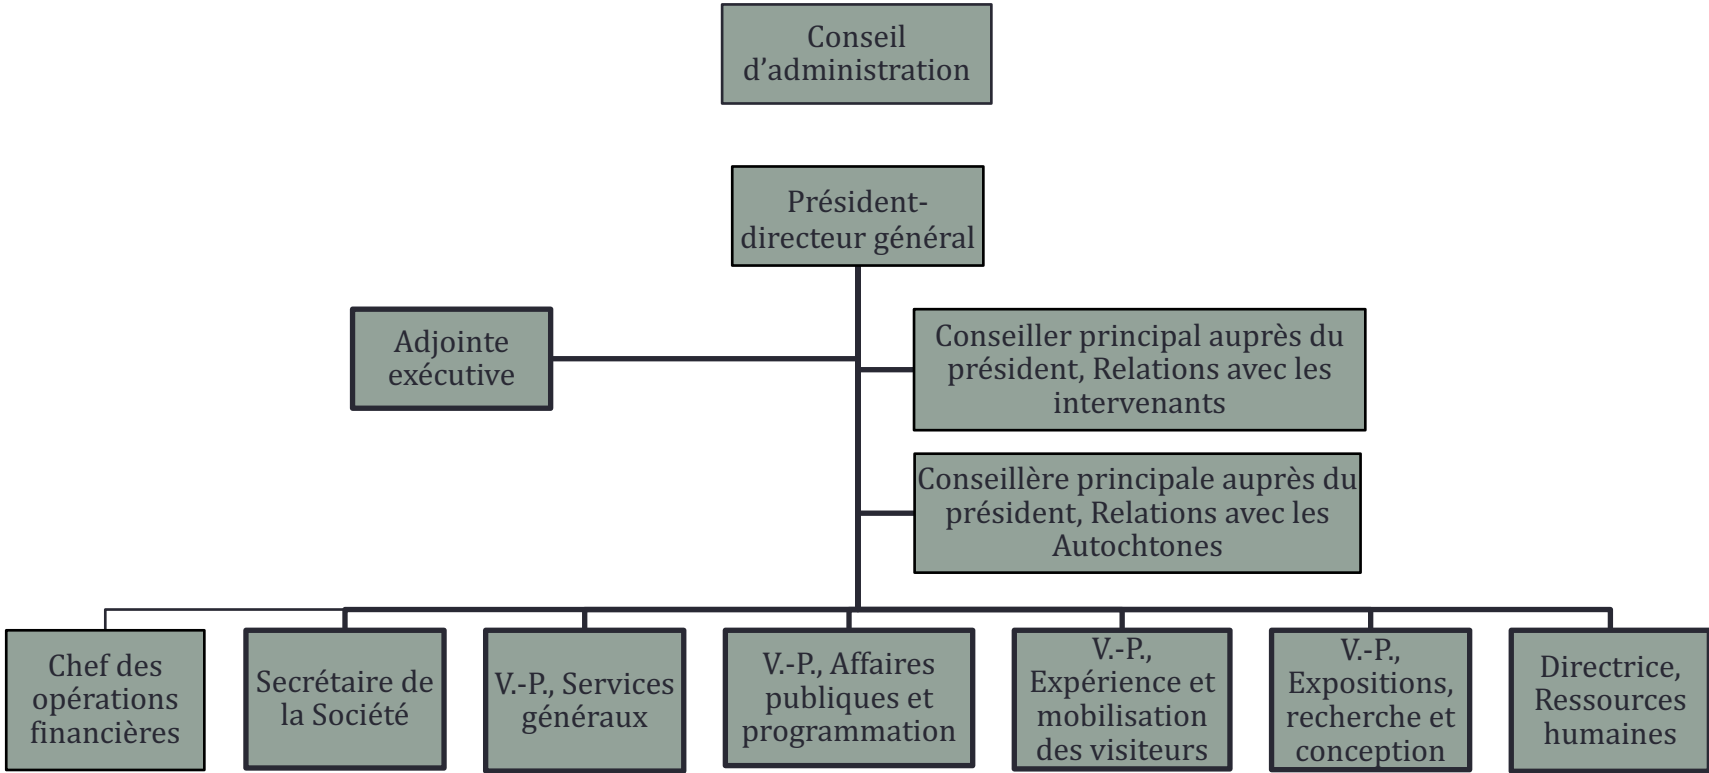 Conseil
d’administration
Président-
directeur général
Adjointe
exécutive
Conseiller principal auprès du
président, Relations avec les
intervenants
Conseillère principale auprès du
président, Relations avec les
Autochtones
Chef des
opérations
financières
Secrétaire de
la Société
V.-P., Services
généraux
V.-P., Affaires
publiques et
programmation
V.-P.,
Expérience et
mobilisation
des visiteurs
V.-P.,
Expositions,
recherche et
conception
Directrice,
Ressources
humaines